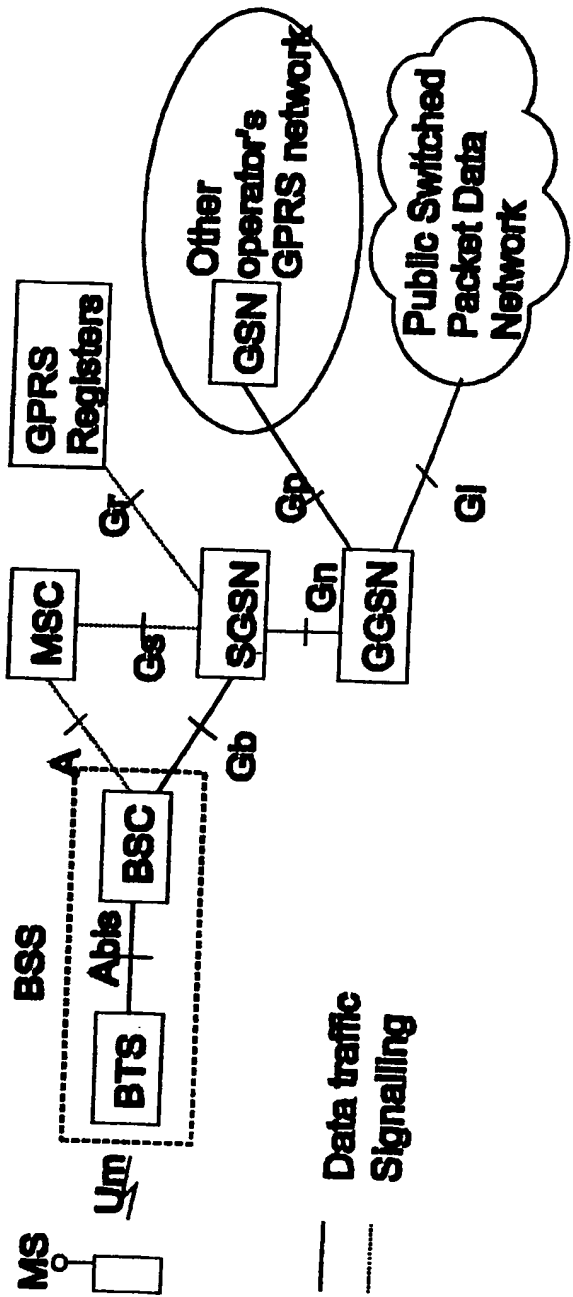 MS
Um
BSS
BTS
Abis
BSC
A
Gb
MSC
Gs
SGSN
Gr
GPRS
Registers
Gn
GGSN
Gp
GSN
Other
operator's
GPRS network
Gi
Public Switched
Packet Data
Network
Data traffic
Signalling